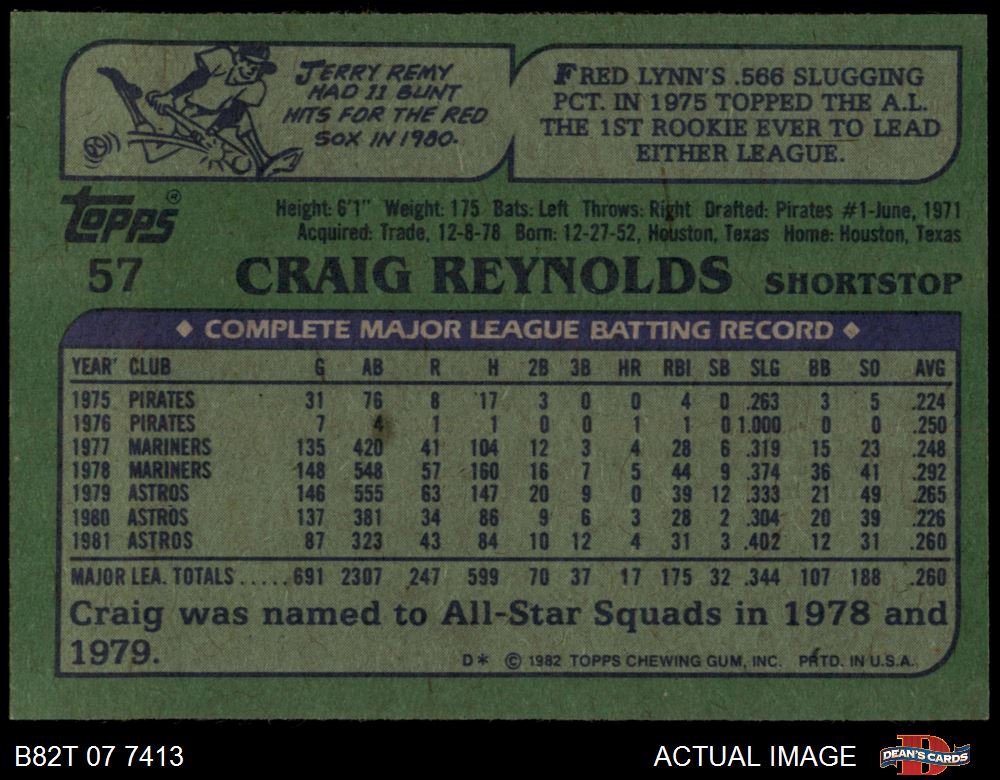 JERRY REMY
HAD 11 BUNT
HITS FOR THE RED
SOX IN 1980.
FRED LYNN'S .566 SLUGGING
PCT. IN 1975 TOPPED THE A.L.
THE 1ST ROOKIE EVER TO LEAD
EITHER LEAGUE.
Topps®
Height: 6'1" Weight: 175 Bats: Left Throws: Right Drafted: Pirates #1-June, 1971
Acquired: Trade, 12-8-78 Born: 12-27-52, Houston, Texas Home: Houston, Texas
57 CRAIG REYNOLDS SHORTSTOP
◆ COMPLETE MAJOR LEAGUE BATTING RECORD ◆
YEAR CLUB G AB R H 2B 3B HR RBI SB SLG BB SO AVG
1975 PIRATES 31 76 8 17 3 0 0 4 0 .263 3 5 .224
1976 PIRATES 7 4 1 1 0 0 1 1 0 1.000 0 0 .250
1977 MARINERS 135 420 41 104 12 3 4 28 6 .319 15 23 .248
1978 MARINERS 148 548 57 160 16 7 5 44 9 .374 36 41 .292
1979 ASTROS 146 555 63 147 20 9 0 39 12 .333 21 49 .265
1980 ASTROS 137 381 34 86 9 6 3 28 2 .304 20 39 .226
1981 ASTROS 87 323 43 84 10 12 4 31 3 .402 12 31 .260
MAJOR LEA. TOTALS.....691 2307 247 599 70 37 17 175 32 .344 107 188 .260
Craig was named to All-Star Squads in 1978 and
1979.
D* © 1982 TOPPS CHEWING GUM, INC. PRTD. IN U.S.A.
B82T 07 7413
ACTUAL IMAGE
DEAN'S CARDS